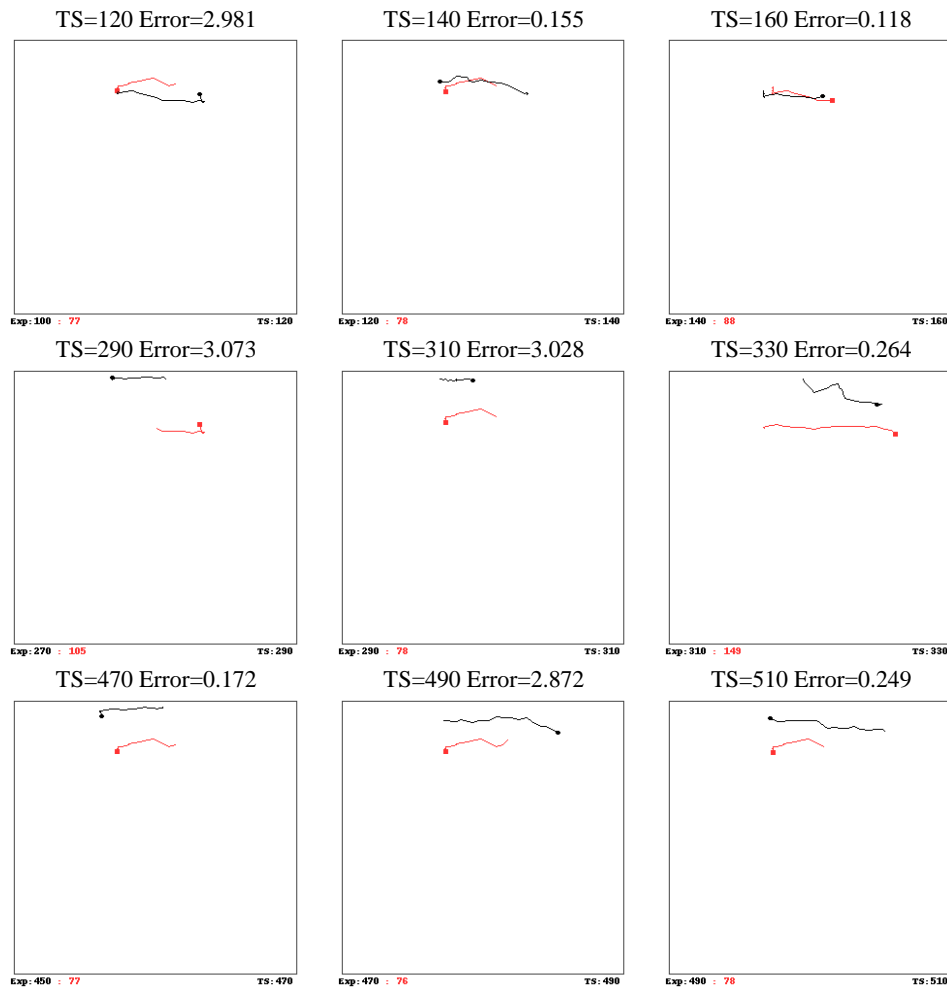 TS=120 Error=2.981 TS=140 Error=0.155 TS=160 Error=0.118
Exp:100 : 77 TS:120 Exp:120 : 78 TS:140 Exp:140 : 88 TS:160
TS=290 Error=3.073 TS=310 Error=3.028 TS=330 Error=0.264
Exp:270 : 105 TS:290 Exp:290 : 78 TS:310 Exp:310 : 149 TS:330
TS=470 Error=0.172 TS=490 Error=2.872 TS=510 Error=0.249
Exp:450 : 77 TS:470 Exp:470 : 76 TS:490 Exp:490 : 78 TS:510